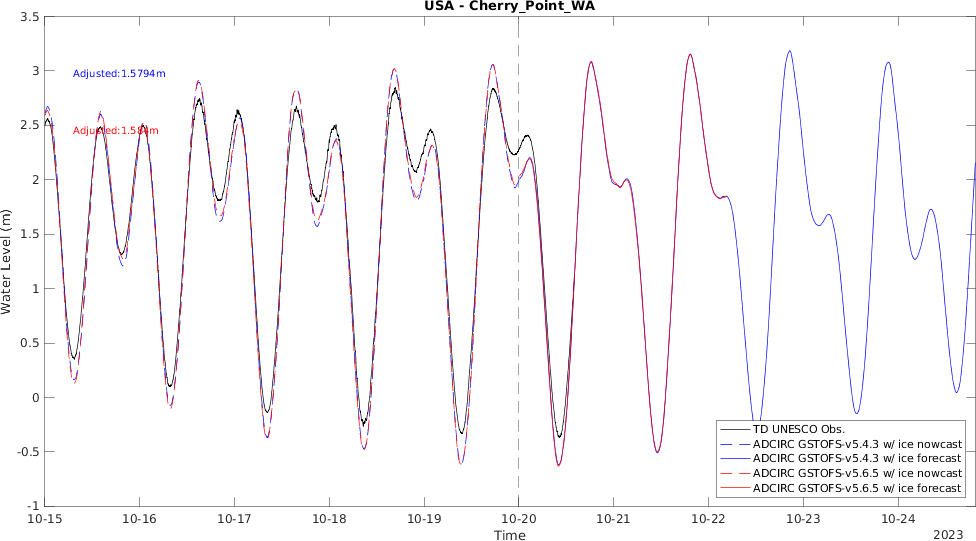 USA - Cherry_Point_WA
3.5
3
2.5
2
1.5
1
0.5
0
-0.5
-1
Water Level (m)
Adjusted:1.5794m
Adjusted:1.584m
TD UNESCO Obs.
ADCIRC GSTOFS-v5.4.3 w/ ice nowcast
ADCIRC GSTOFS-v5.4.3 w/ ice forecast
ADCIRC GSTOFS-v5.6.5 w/ ice nowcast
ADCIRC GSTOFS-v5.6.5 w/ ice forecast
10-15 10-16 10-17 10-18 10-19 10-20 10-21 10-22 10-23 10-24
Time
2023